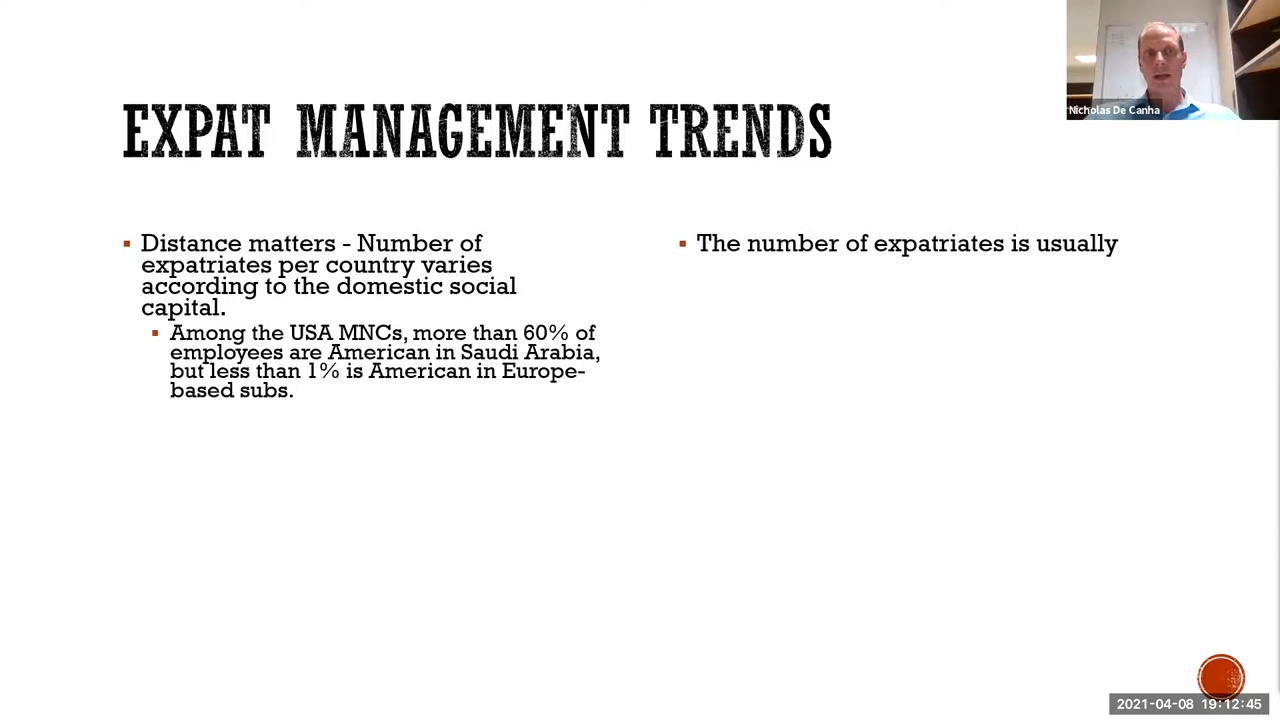 EXPAT MANAGEMENT TRENDS
Distance matters - Number of
expatriates per country varies
according to the domestic social
capital.
Among the USA MNCs, more than 60% of
employees are American in Saudi Arabia,
but less than 1% is American in Europe-
based subs.
The number of expatriates is usually
Nicholas De Canha
2021-04-08 19:12:45